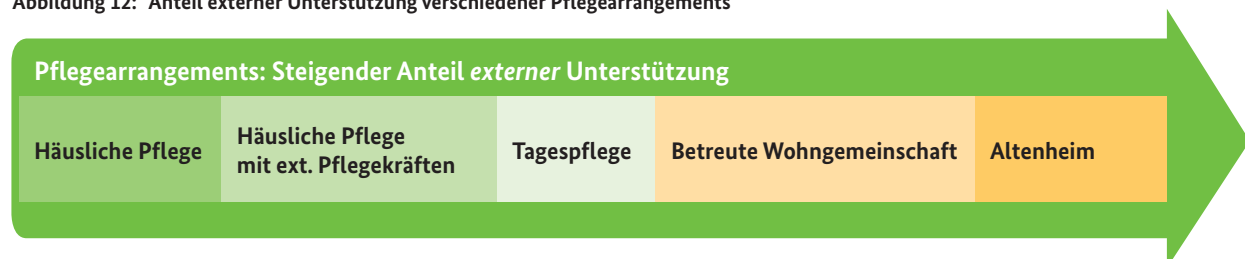 Abbildung 12: Anteil externer Unterstützung verschiedener Pflegearrangements
Pflegearrangements: Steigender Anteil externer Unterstützung
Häusliche Pflege
Häusliche Pflege
mit ext. Pflegekräften
Tagespflege
Betreute Wohngemeinschaft
Altenheim